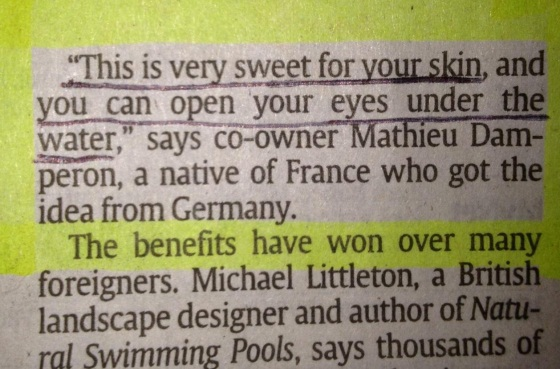 “This is very sweet for your skin, and
you can open your eyes under the
water,” says co-owner Mathieu Dam-
peron, a native of France who got the
idea from Germany.
The benefits have won over many
foreigners. Michael Littleton, a British
landscape designer and author of Natu-
ral Swimming Pools, says thousands of